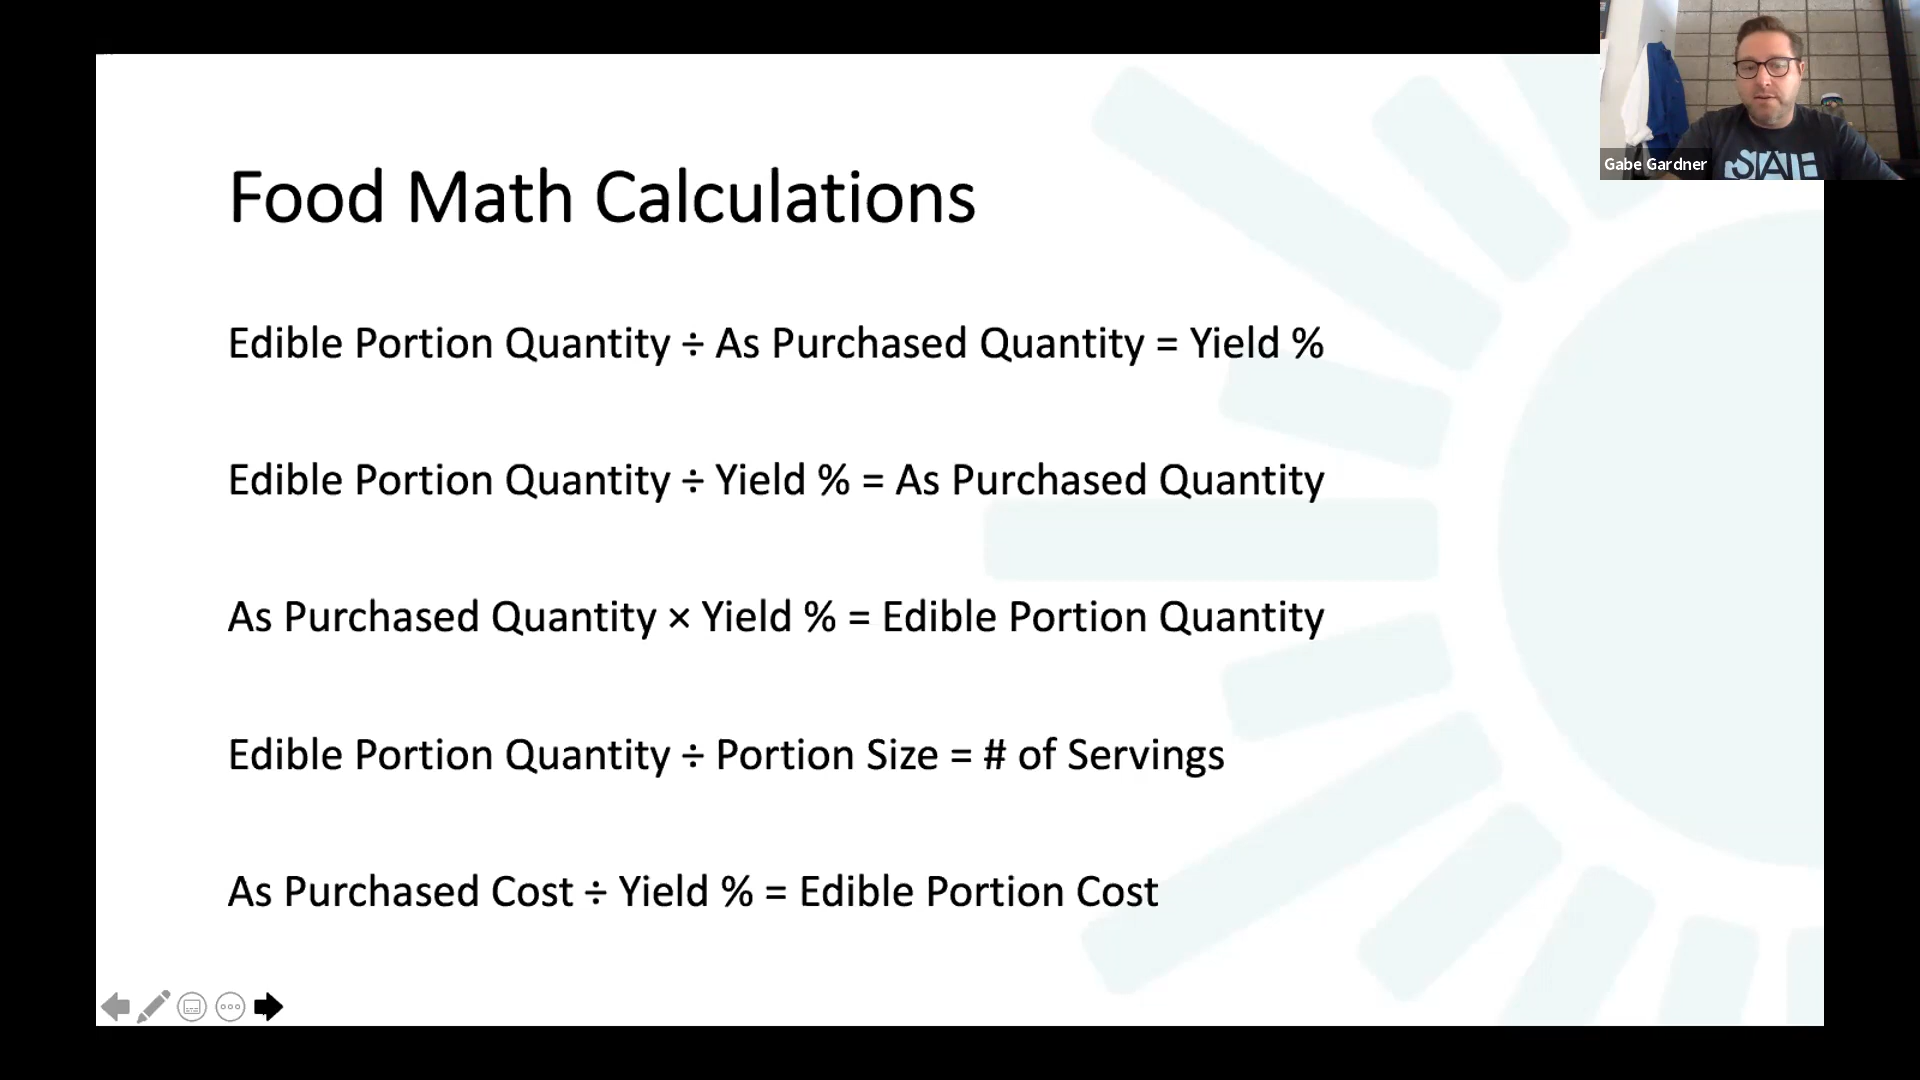 Food Math Calculations
Edible Portion Quantity ÷ As Purchased Quantity = Yield %
Edible Portion Quantity ÷ Yield % = As Purchased Quantity
As Purchased Quantity × Yield % = Edible Portion Quantity
Edible Portion Quantity ÷ Portion Size = # of Servings
As Purchased Cost ÷ Yield % = Edible Portion Cost
Gabe Gardner
STATE